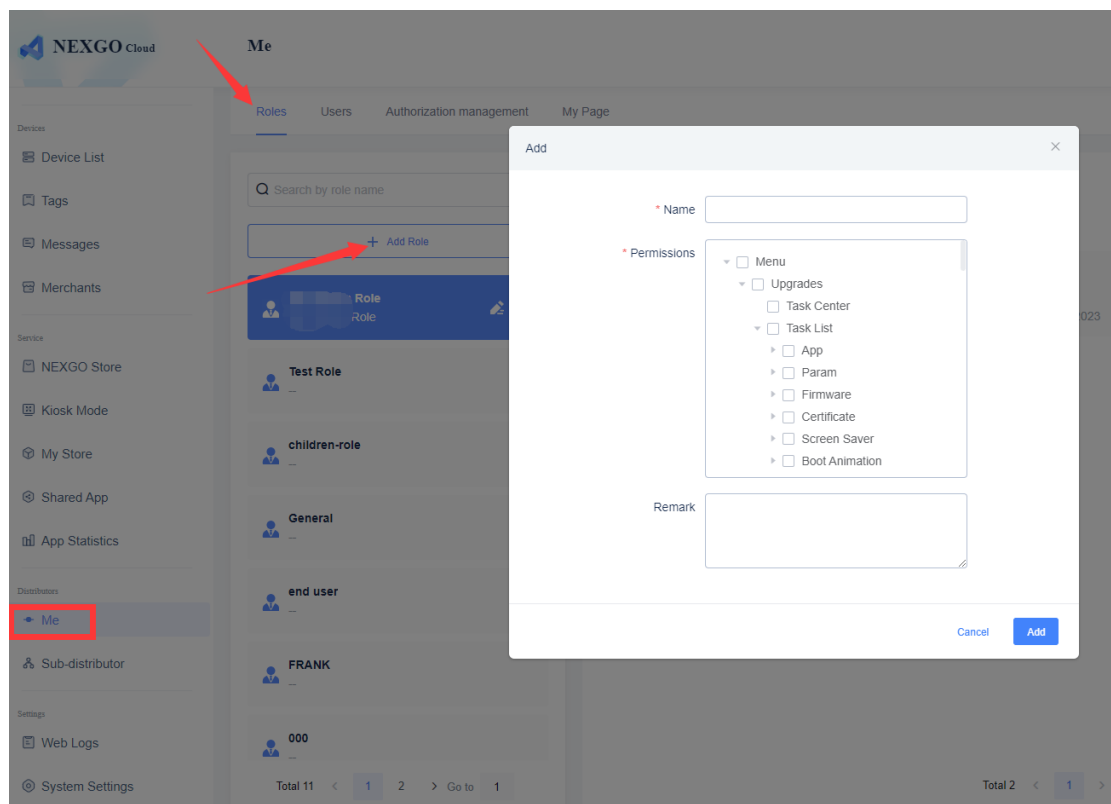 NEXGO Cloud
Me
Roles Users Authorization management My Page
Devices
Device List
Tags
Messages
Merchants
Service
NEXGO Store
Kiosk Mode
My Store
Shared App
App Statistics
Distributors
Me
Sub-distributor
Settings
Web Logs
System Settings
Search by role name
+ Add Role
Role
Role
Test Role
--
children-role
--
General
--
end user
--
FRANK
--
000
--
Total 11 < 1 2 > Go to 1
Add
* Name
* Permissions
Menu
Upgrades
Task Center
Task List
App
Param
Firmware
Certificate
Screen Saver
Boot Animation
Remark
Cancel Add
2023
Total 2 < 1 >